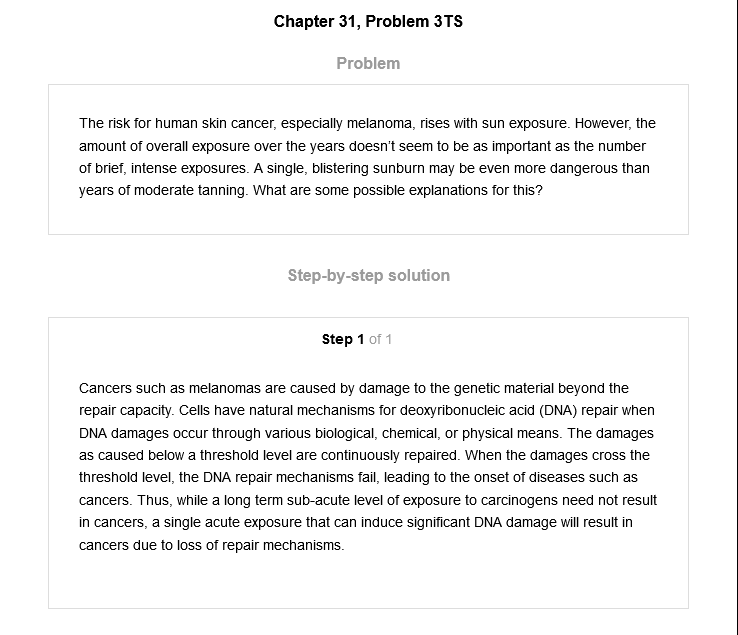 Chapter 31, Problem 3TS
Problem
The risk for human skin cancer, especially melanoma, rises with sun exposure. However, the
amount of overall exposure over the years doesn't seem to be as important as the number
of brief, intense exposures. A single, blistering sunburn may be even more dangerous than
years of moderate tanning. What are some possible explanations for this?
Step-by-step solution
Step 1 of 1
Cancers such as melanomas are caused by damage to the genetic material beyond the
repair capacity. Cells have natural mechanisms for deoxyribonucleic acid (DNA) repair when
DNA damages occur through various biological, chemical, or physical means. The damages
as caused below a threshold level are continuously repaired. When the damages cross the
threshold level, the DNA repair mechanisms fail, leading to the onset of diseases such as
cancers. Thus, while a long term sub-acute level of exposure to carcinogens need not result
in cancers, a single acute exposure that can induce significant DNA damage will result in
cancers due to loss of repair mechanisms.